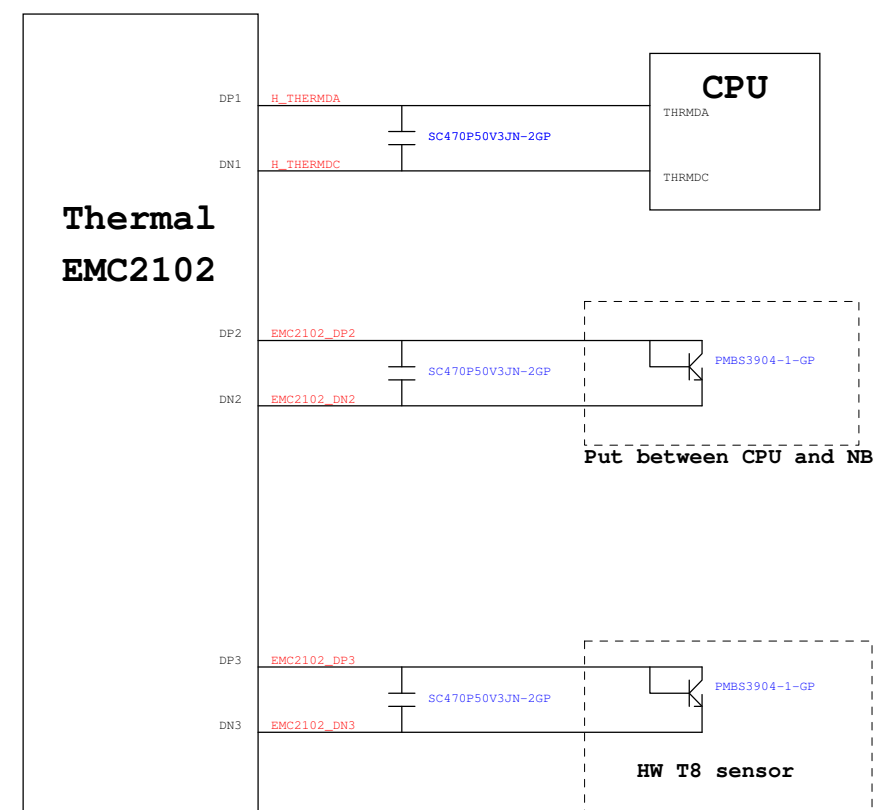 CPU
DP1
H_THERMDA
THRMDA
SC470P50V3JN-2GP
DN1
H_THERMDC
THRMDC
Thermal
EMC2102
DP2
EMC2102_DP2
PMBS3904-1-GP
SC470P50V3JN-2GP
DN2
EMC2102_DN2
Put between CPU and NB
DP3
EMC2102_DP3
PMBS3904-1-GP
SC470P50V3JN-2GP
DN3
EMC2102_DN3
HW T8 sensor